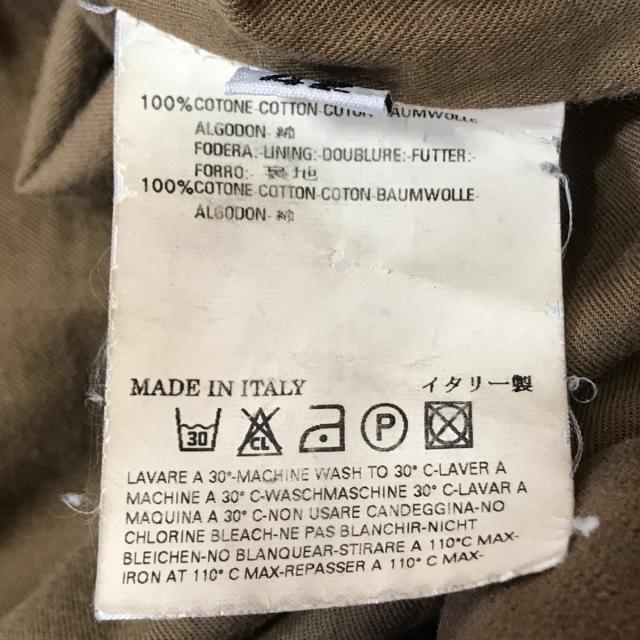 100%COTONE-COTTON-COTON-BAUMWOLLE-
ALGODON-綿
FODERA:-LINING:-DOUBLURE:-FUTTER:-
FORRO:- 裏地
100%COTONE-COTTON-COTON-BAUMWOLLE-
ALGODON-綿
MADE IN ITALY イタリー製
30 CL P
LAVARE A 30°-MACHINE WASH TO 30° C-LAVER A
MACHINE A 30° C-WASCHMASCHINE 30° C-LAVAR A
MAQUINA A 30° C-NON USARE CANDEGGINA-NO
CHLORINE BLEACH-NE PAS BLANCHIR-NICHT
BLEICHEN-NO BLANQUEAR-STIRARE A 110°C MAX-
IRON AT 110° C MAX-REPASSER A 110° C MAX-